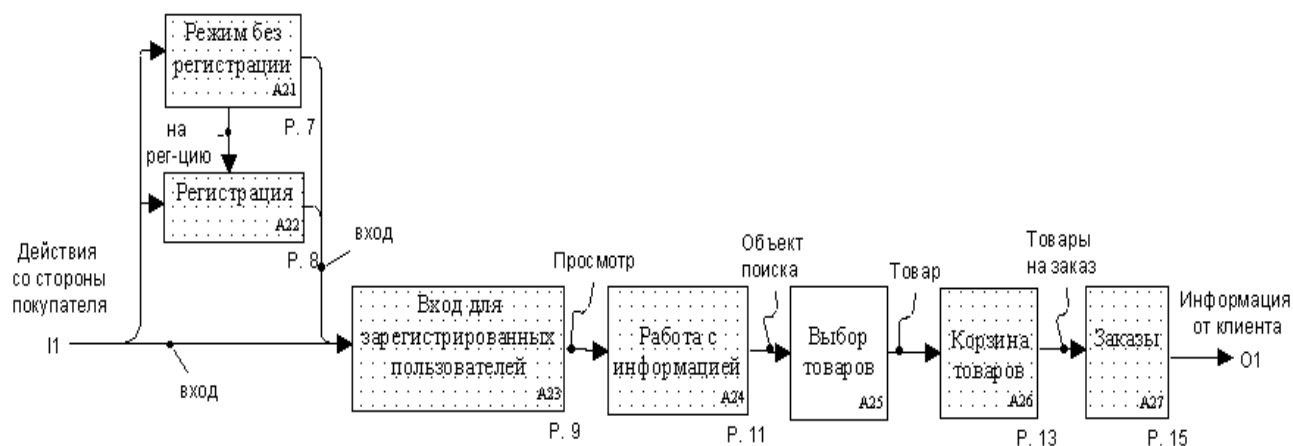 Режим без
регистрации
A21
P. 7
на
рег-цию
Регистрация
A22
P. 8
вход
Действия
со стороны
покупателя
I1
вход
Вход для
зарегистрированных
пользователей
A23
P. 9
Просмотр
Работа с
информацией
A24
P. 11
Объект
поиска
Выбор
товаров
A25
Товар
Корзина
товаров
A26
P. 13
Товары
на заказ
Заказы
A27
P. 15
Информация
от клиента
O1